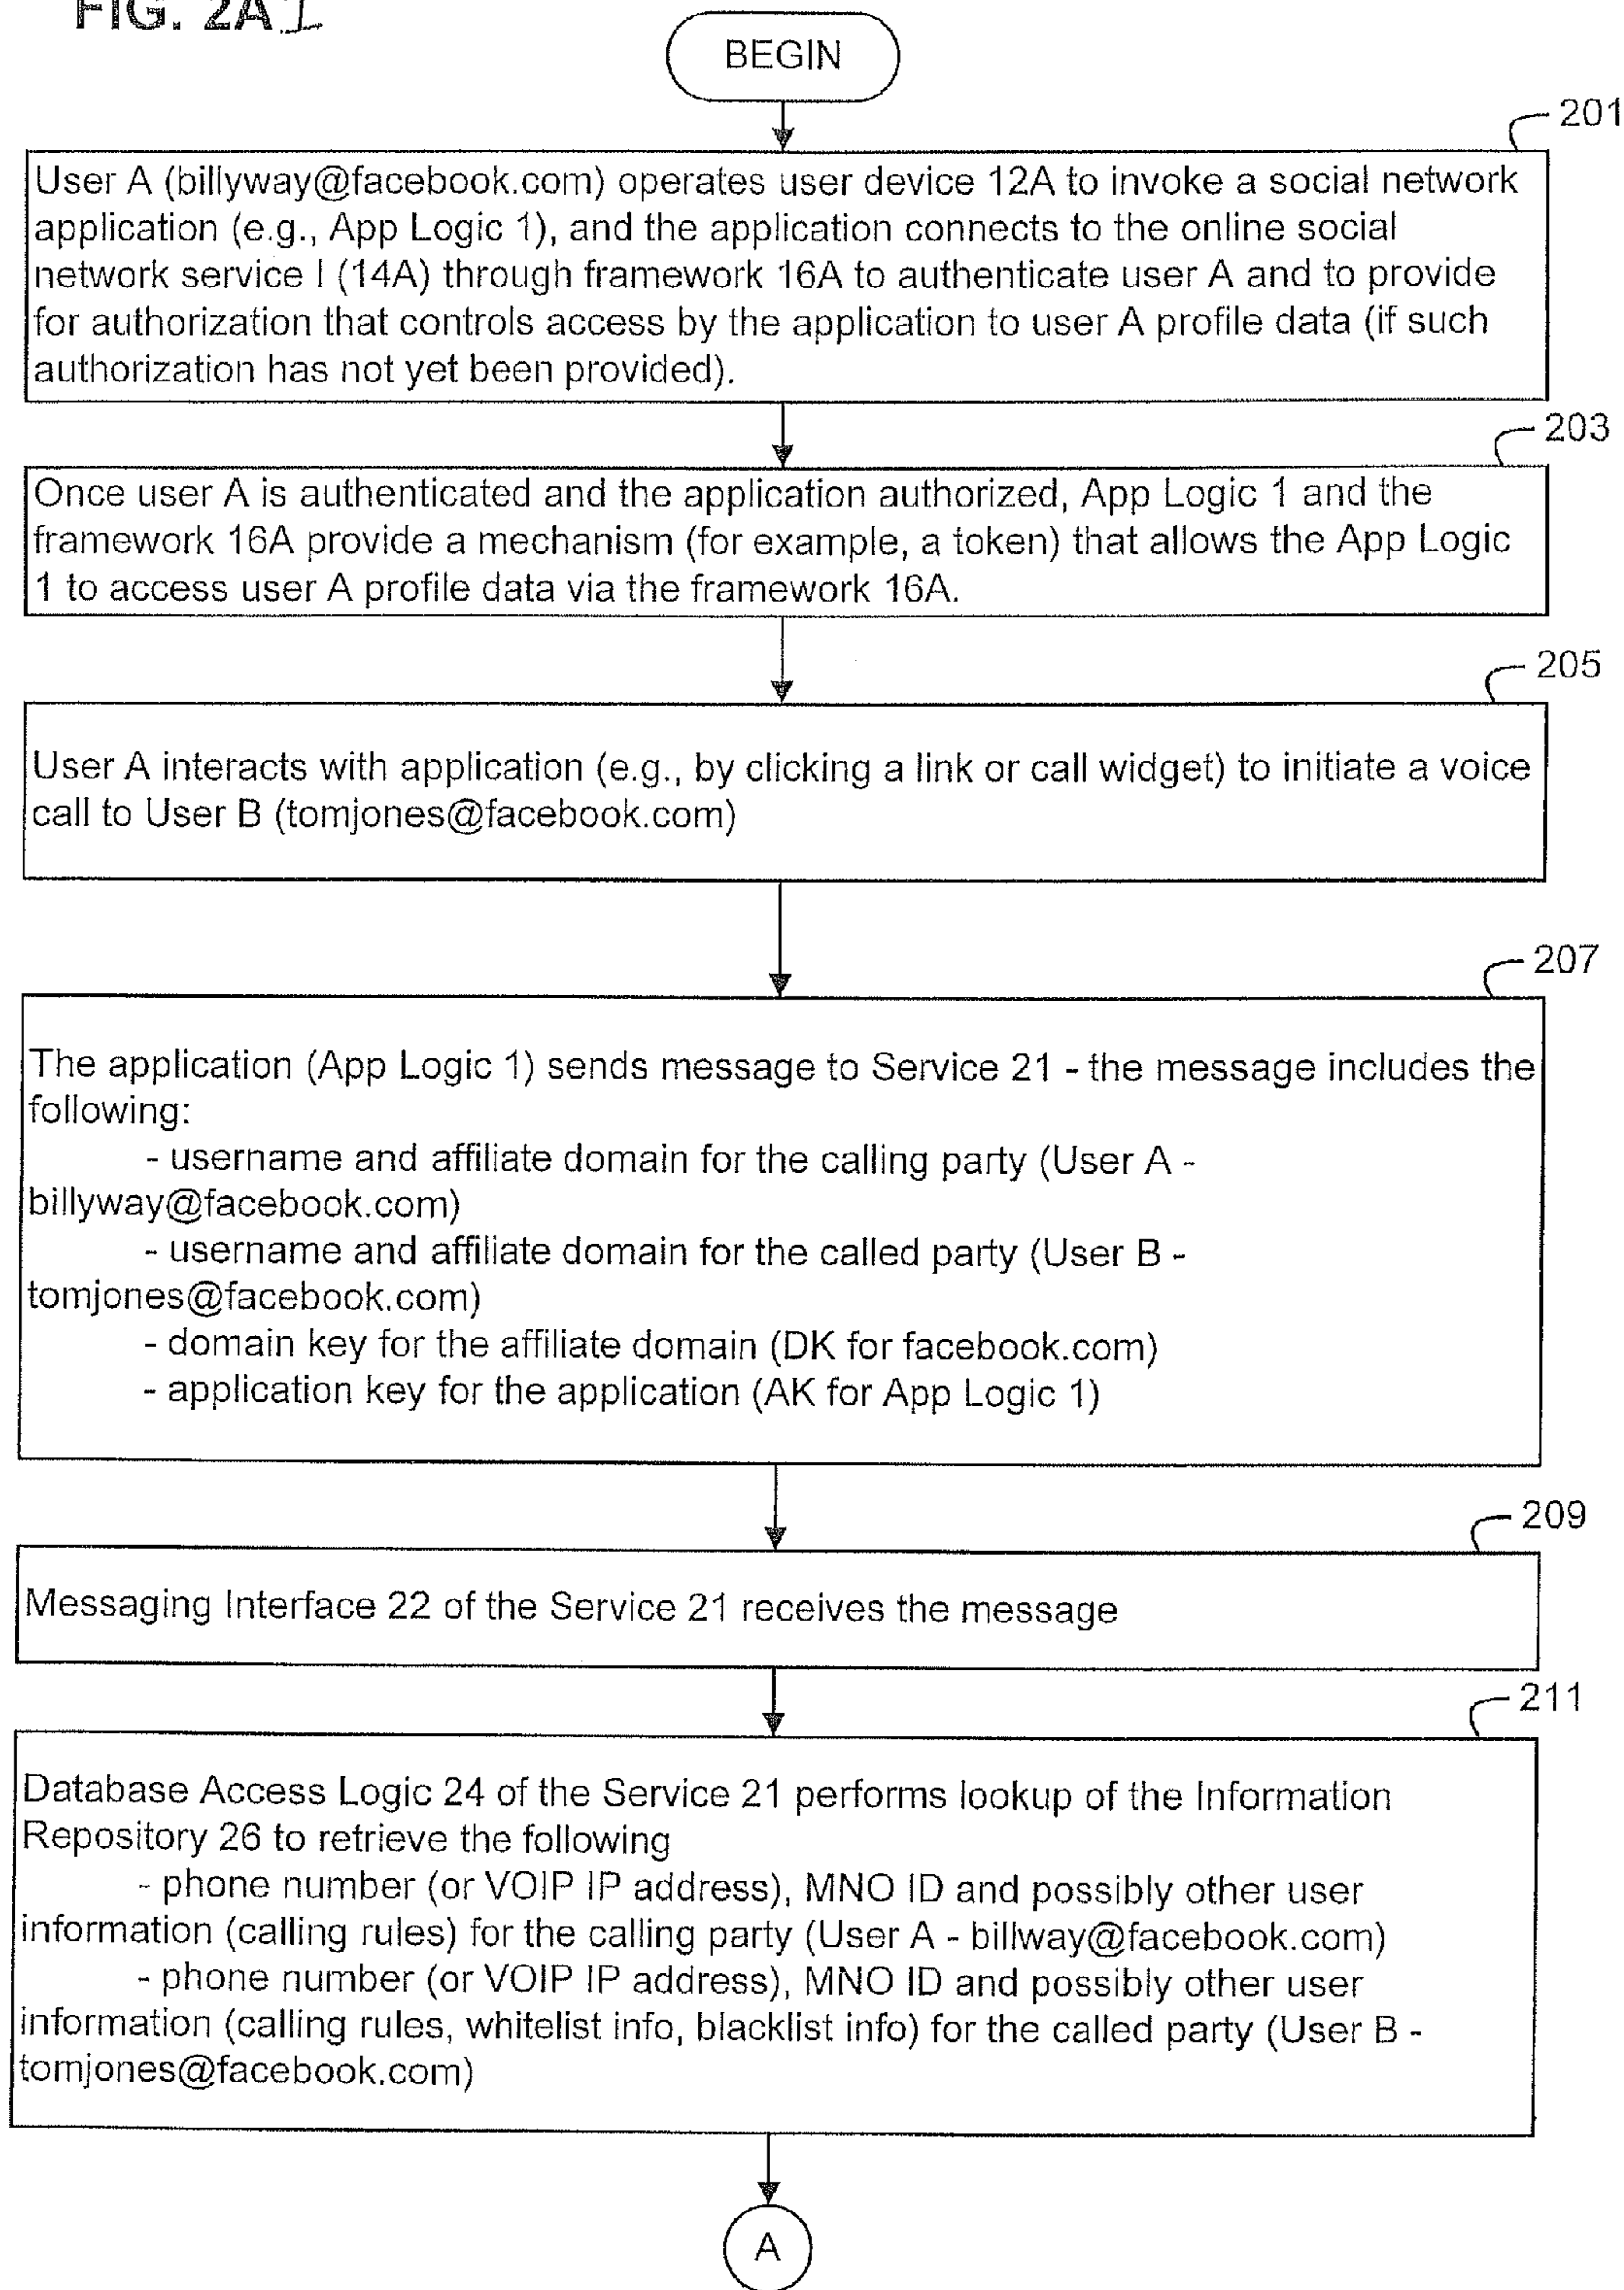 FIG. 2A1
BEGIN
201
User A (billyway@facebook.com) operates user device 12A to invoke a social network
application (e.g., App Logic 1), and the application connects to the online social
network service I (14A) through framework 16A to authenticate user A and to provide
for authorization that controls access by the application to user A profile data (if such
authorization has not yet been provided).
203
Once user A is authenticated and the application authorized, App Logic 1 and the
framework 16A provide a mechanism (for example, a token) that allows the App Logic
1 to access user A profile data via the framework 16A.
205
User A interacts with application (e.g., by clicking a link or call widget) to initiate a voice
call to User B (tomjones@facebook.com)
207
The application (App Logic 1) sends message to Service 21 - the message includes the
following:
- username and affiliate domain for the calling party (User A -
billyway@facebook.com)
- username and affiliate domain for the called party (User B -
tomjones@facebook.com)
- domain key for the affiliate domain (DK for facebook.com)
- application key for the application (AK for App Logic 1)
209
Messaging Interface 22 of the Service 21 receives the message
211
Database Access Logic 24 of the Service 21 performs lookup of the Information
Repository 26 to retrieve the following
- phone number (or VOIP IP address), MNO ID and possibly other user
information (calling rules) for the calling party (User A - billway@facebook.com)
- phone number (or VOIP IP address), MNO ID and possibly other user
information (calling rules, whitelist info, blacklist info) for the called party (User B -
tomjones@facebook.com)
A